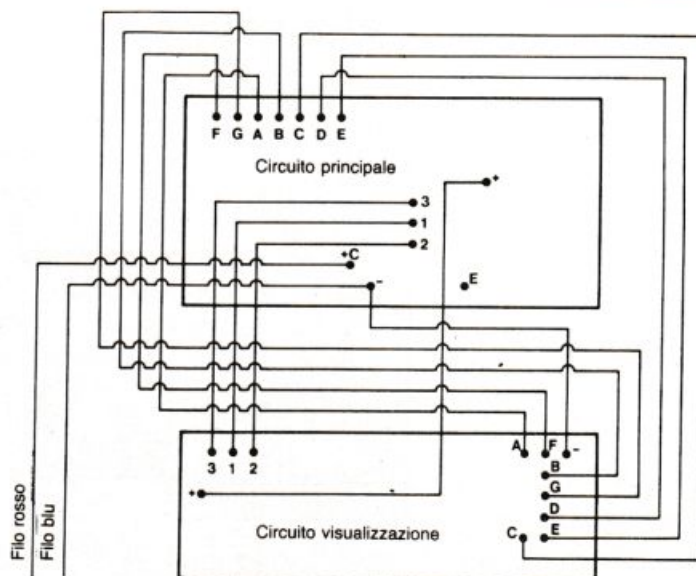 F G A B C D E
Circuito principale
+
3
1
2
+C
-
E
A F -
3 1 2
B
G
+
D
Circuito visualizzazione
C E
Filo rosso
Filo blu